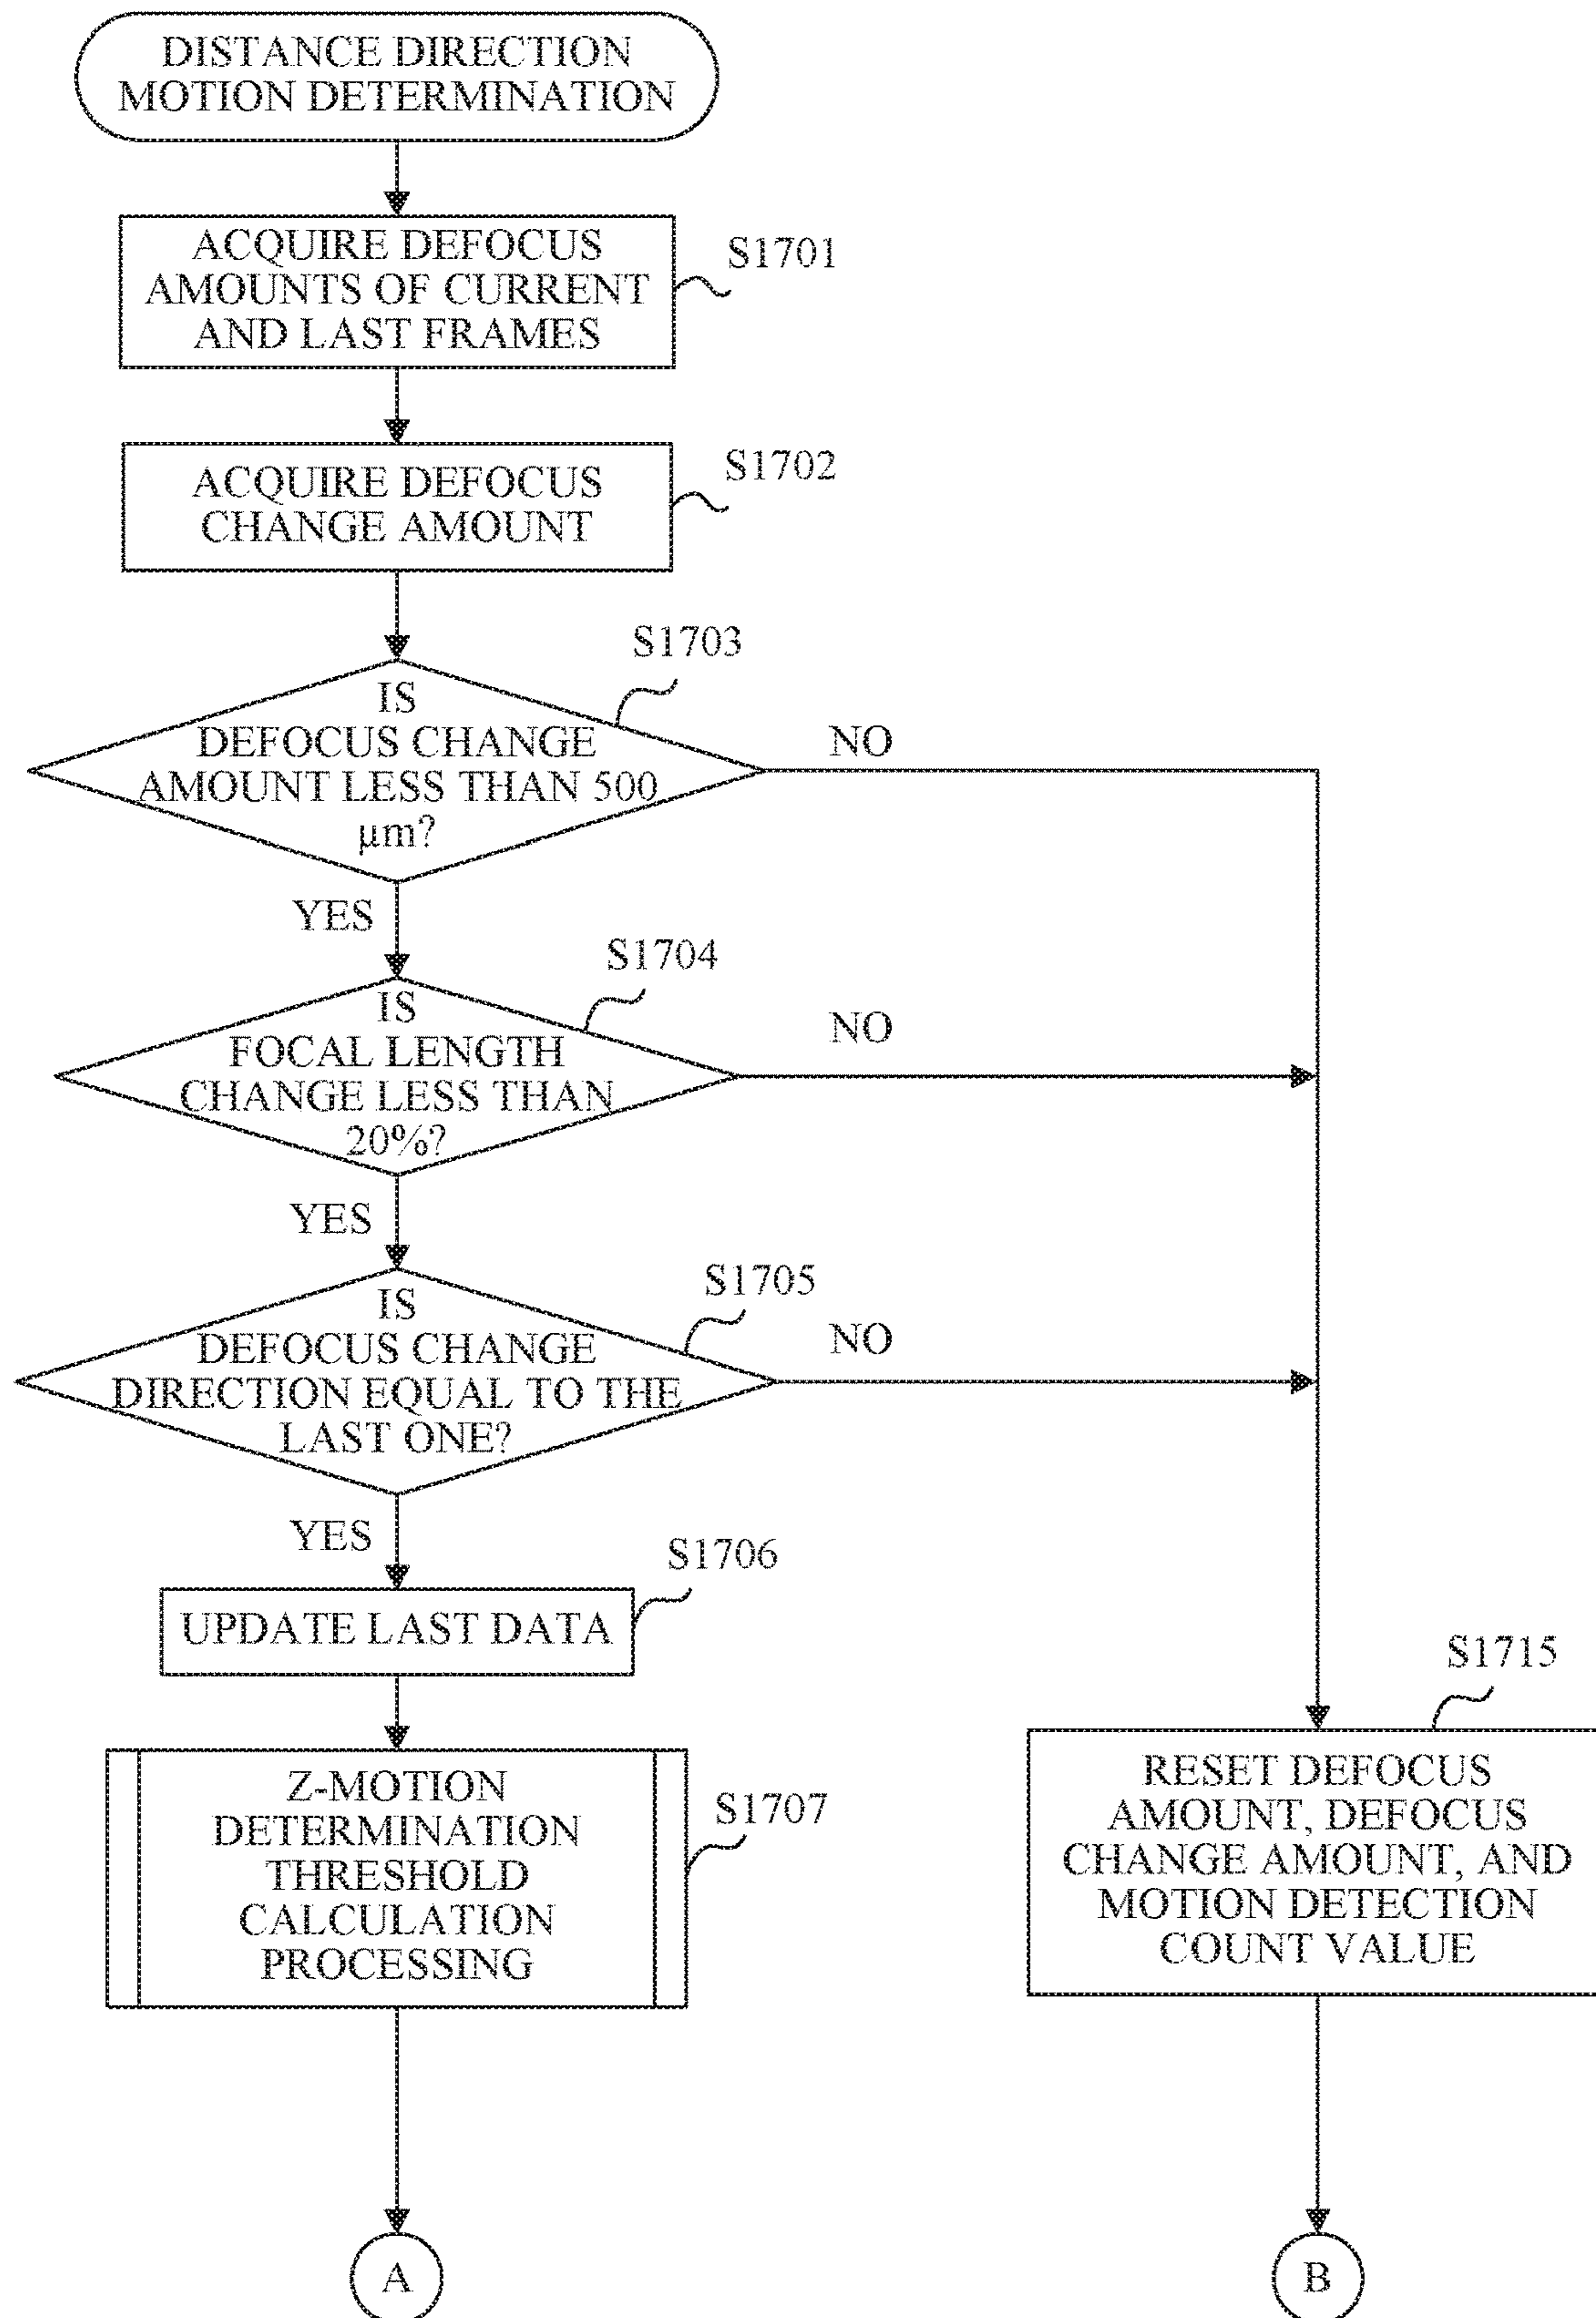 DISTANCE DIRECTION
MOTION DETERMINATION
ACQUIRE DEFOCUS
AMOUNTS OF CURRENT
AND LAST FRAMES
S1701
ACQUIRE DEFOCUS
CHANGE AMOUNT
S1702
S1703
IS
DEFOCUS CHANGE
AMOUNT LESS THAN 500
µm?
NO
YES
S1704
IS
FOCAL LENGTH
CHANGE LESS THAN
20%?
NO
YES
S1705
IS
DEFOCUS CHANGE
DIRECTION EQUAL TO THE
LAST ONE?
NO
YES
S1706
UPDATE LAST DATA
S1707
Z-MOTION
DETERMINATION
THRESHOLD
CALCULATION
PROCESSING
S1715
RESET DEFOCUS
AMOUNT, DEFOCUS
CHANGE AMOUNT, AND
MOTION DETECTION
COUNT VALUE
A
B